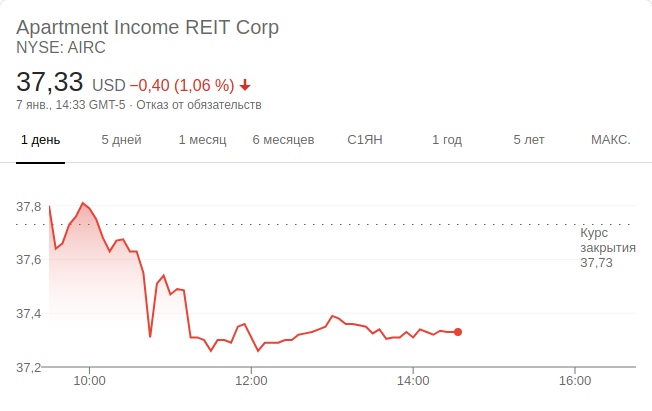 Apartment Income REIT Corp
NYSE: AIRC
37,33 USD −0,40 (1,06 %)
7 янв., 14:33 GMT-5 · Отказ от обязательств
1 день 5 дней 1 месяц 6 месяцев С1ЯН 1 год 5 лет МАКС.
37,8
37,6
37,4
37,2
Курс
закрытия
37,73
10:00 12:00 14:00 16:00